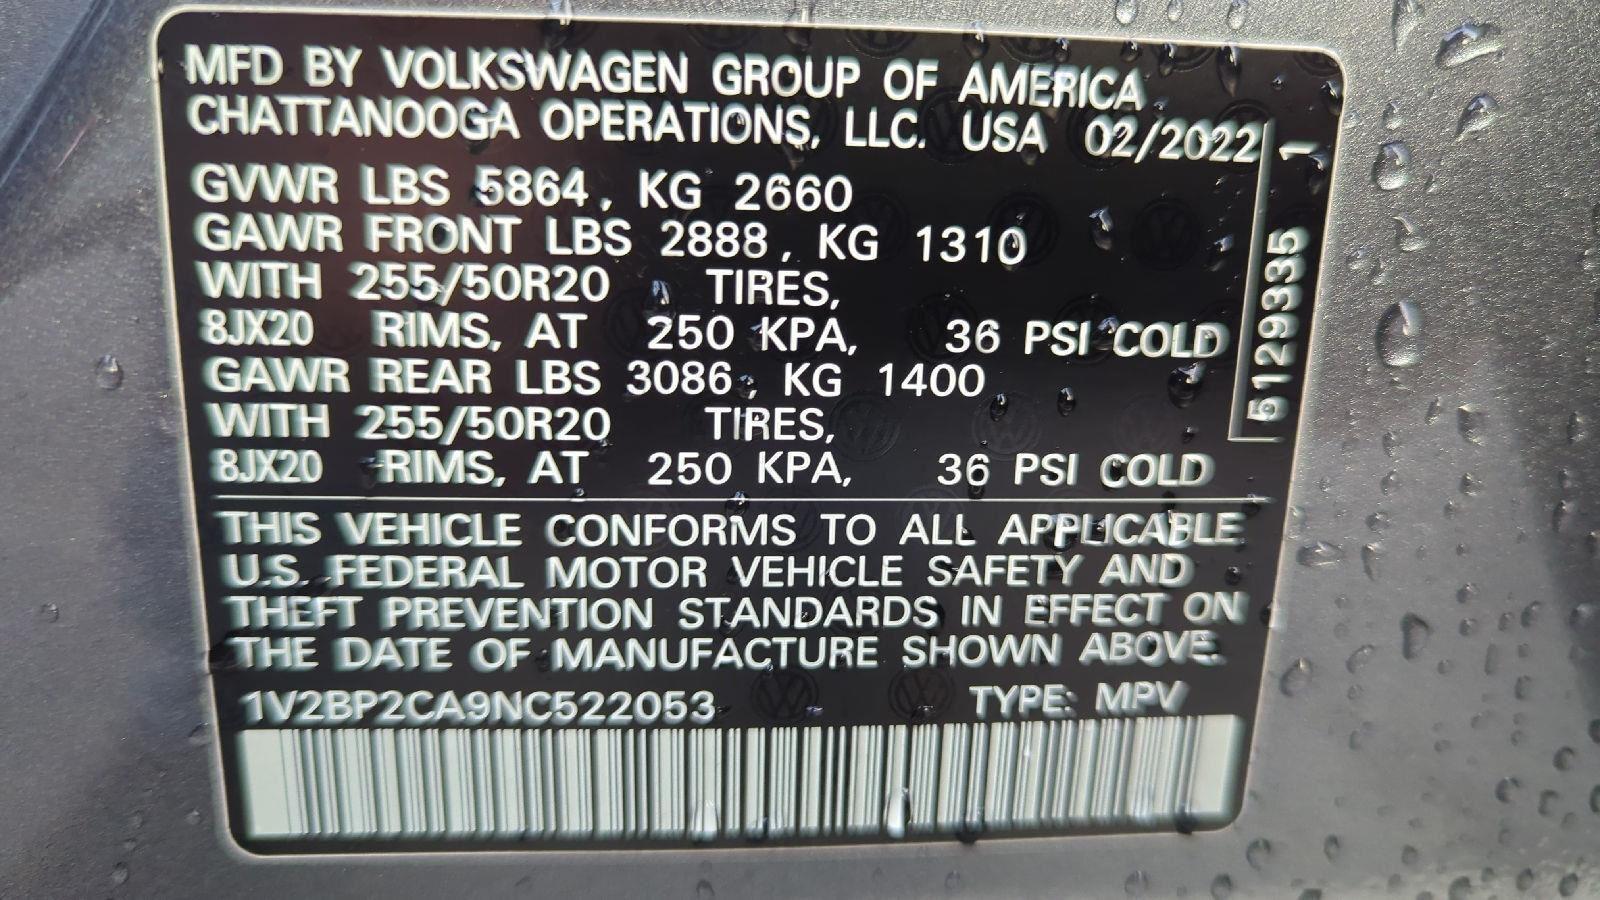 MFD BY VOLKSWAGEN GROUP OF AMERICA
CHATTANOOGA OPERATIONS, LLC. USA 02/2022
GVWR LBS 5864, KG 2660
GAWR FRONT LBS 2888, KG 1310
WITH 255/50R20 TIRES,
8JX20 RIMS, AT 250 KPA, 36 PSI COLD
GAWR REAR LBS 3086, KG 1400
WITH 255/50R20 TIRES,
8JX20 RIMS, AT 250 KPA, 36 PSI COLD
5129335 1
THIS VEHICLE CONFORMS TO ALL APPLICABLE
U.S. FEDERAL MOTOR VEHICLE SAFETY AND
THEFT PREVENTION STANDARDS IN EFFECT ON
THE DATE OF MANUFACTURE SHOWN ABOVE.
1V2BP2CA9NC522053 TYPE: MPV